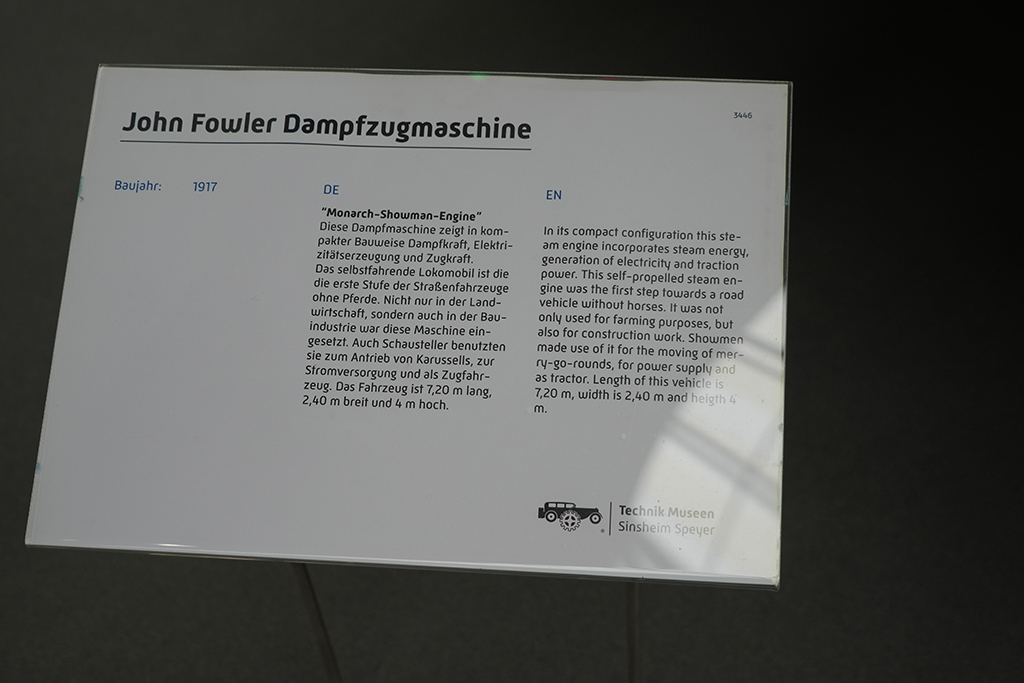 John Fowler Dampfzugmaschine
3446
Baujahr: 1917
DE
"Monarch-Showman-Engine"
Diese Dampfmaschine zeigt in kom-
pakter Bauweise Dampfkraft, Elektri-
zitätserzeugung und Zugkraft.
Das selbstfahrende Lokomobil ist die
die erste Stufe der Straßenfahrzeuge
ohne Pferde. Nicht nur in der Land-
wirtschaft, sondern auch in der Bau-
industrie war diese Maschine ein-
gesetzt. Auch Schausteller benutzten
sie zum Antrieb von Karussells, zur
Stromversorgung und als Zugfahr-
zeug. Das Fahrzeug ist 7,20 m lang,
2,40 m breit und 4 m hoch.
EN
In its compact configuration this ste-
am engine incorporates steam energy,
generation of electricity and traction
power. This self-propelled steam en-
gine was the first step towards a road
vehicle without horses. It was not
only used for farming purposes, but
also for construction work. Showmen
made use of it for the moving of mer-
ry-go-rounds, for power supply and
as tractor. Length of this vehicle is
7,20 m, width is 2,40 m and heigth 4
m.
Technik Museen
Sinsheim Speyer